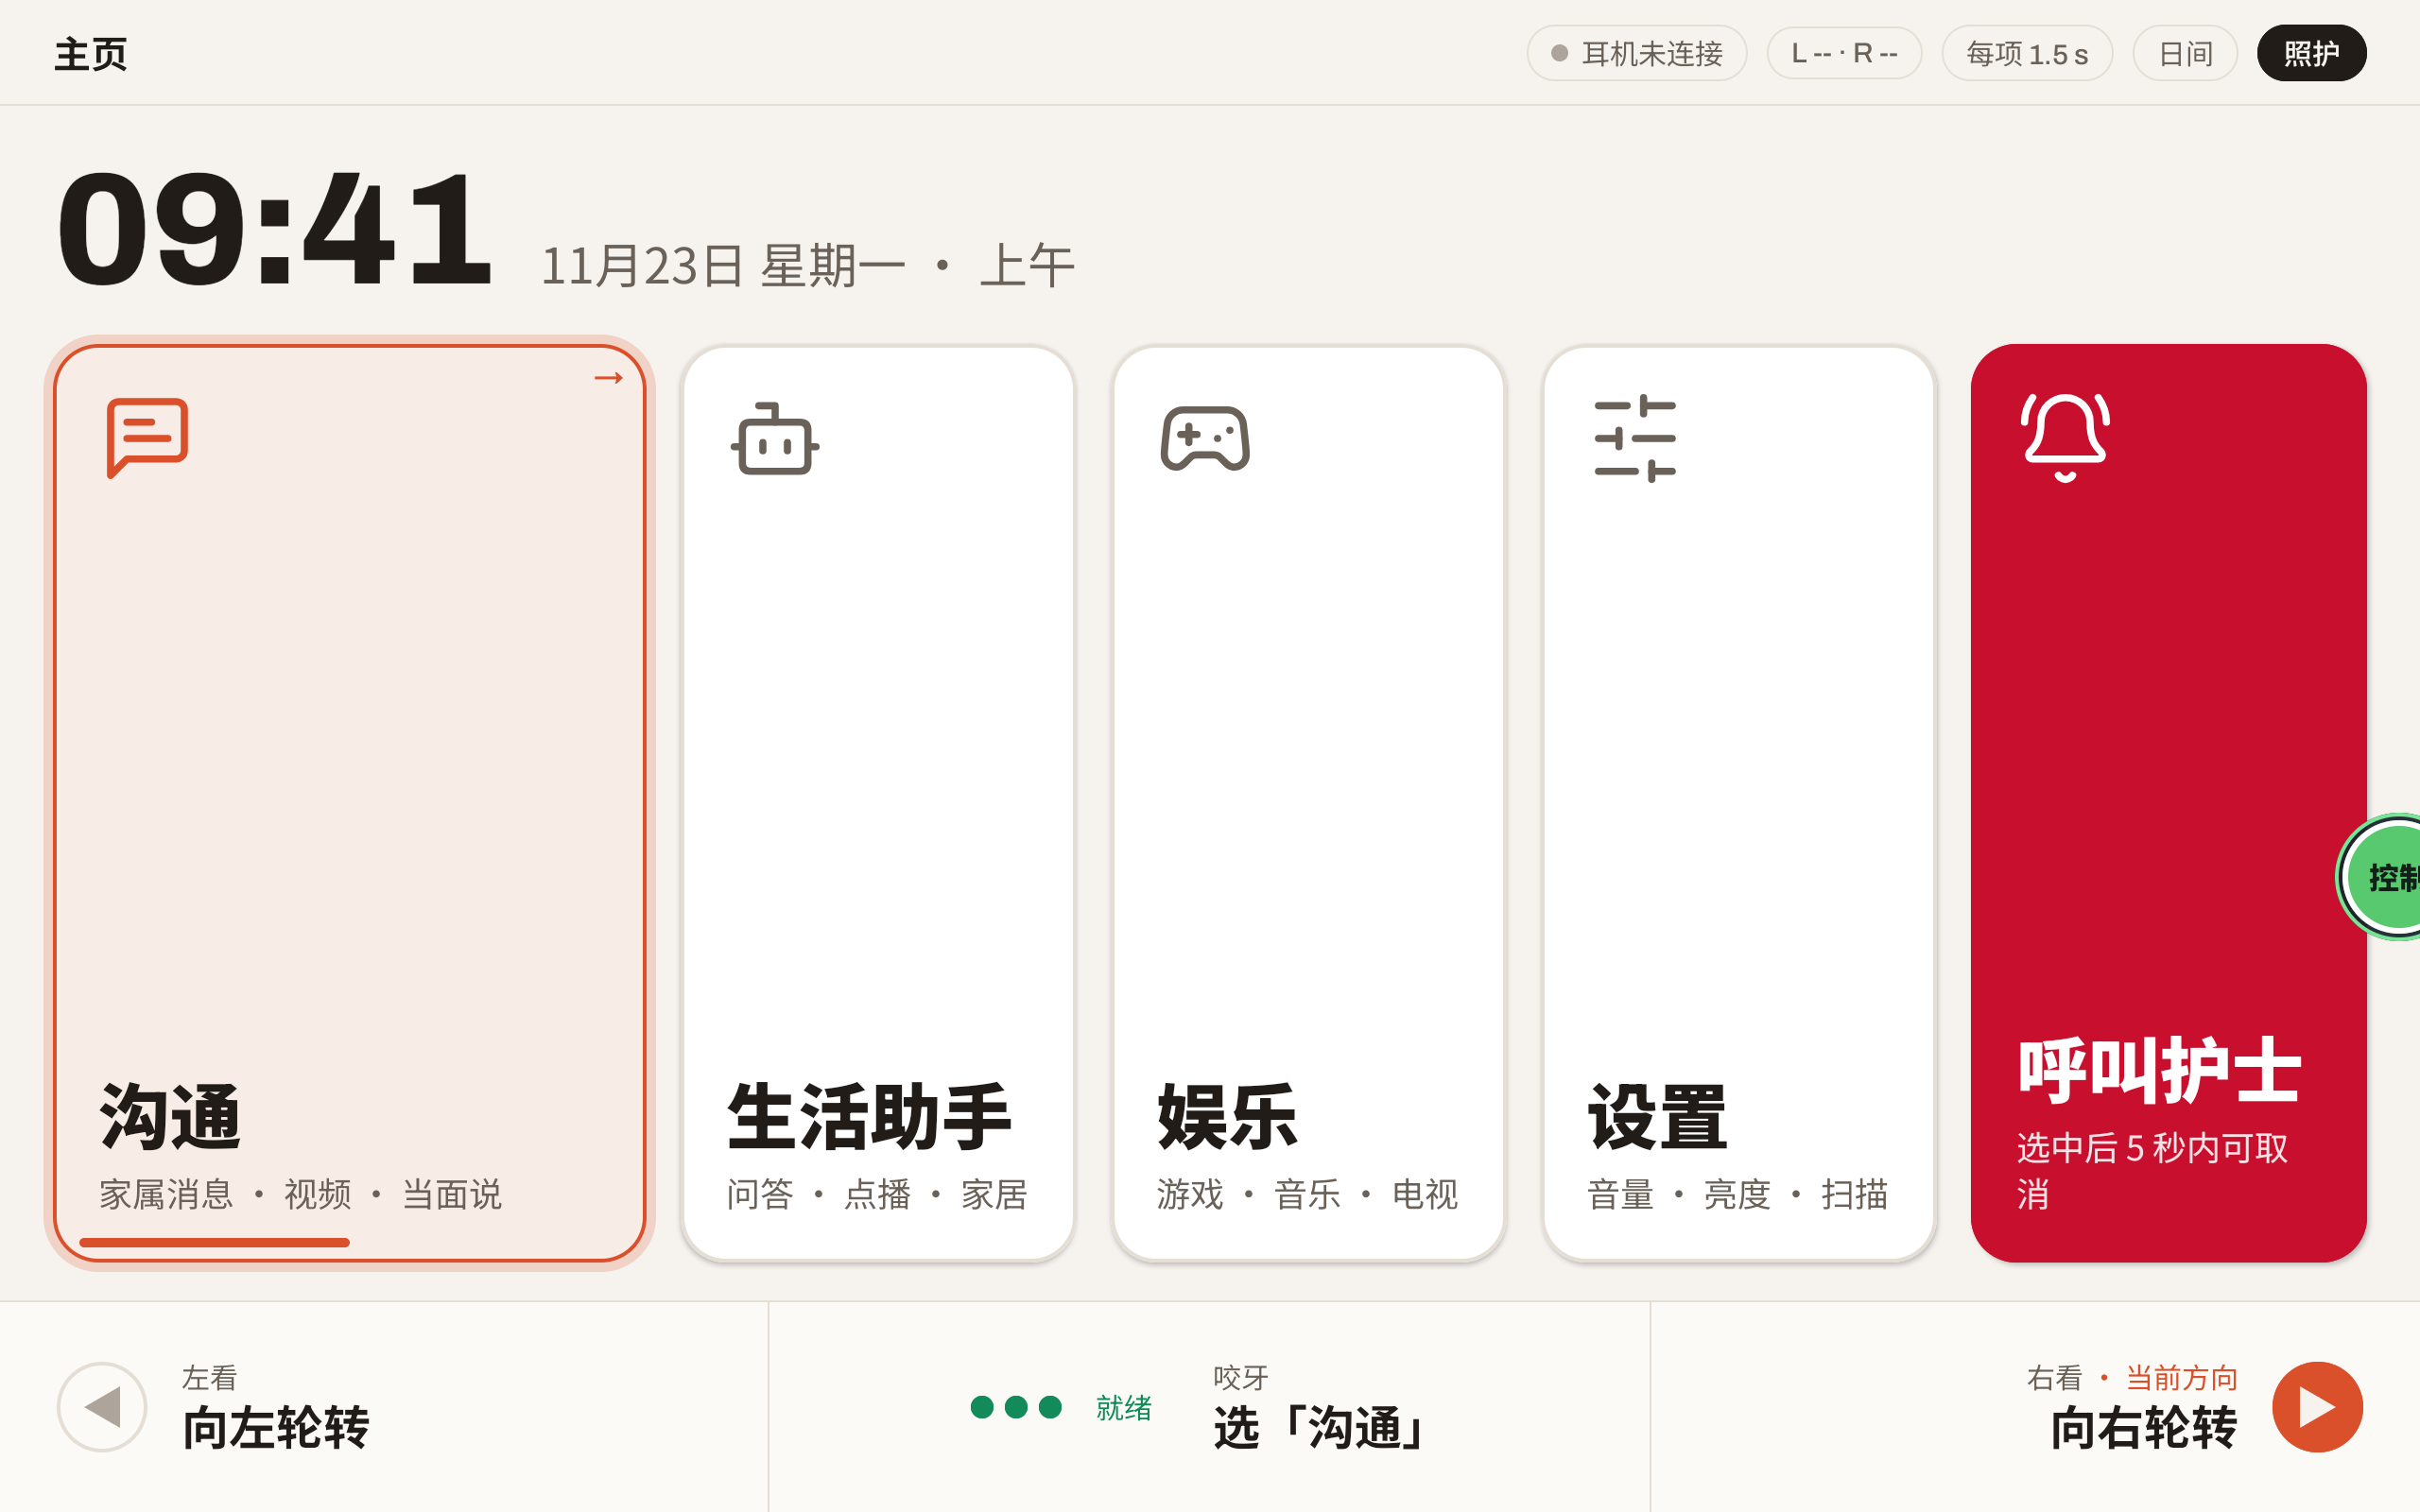 主页
耳机未连接
L -- · R --
每项 1.5 s
日间
照护
09:41
11月23日 星期一 · 上午
→
沟通
家属消息 · 视频 · 当面说
生活助手
问答 · 点播 · 家居
娱乐
游戏 · 音乐 · 电视
设置
音量 · 亮度 · 扫描
呼叫护士
选中后 5 秒内可取
消
控制
左看
向左轮转
就绪
咬牙
选「沟通」
右看 · 当前方向
向右轮转